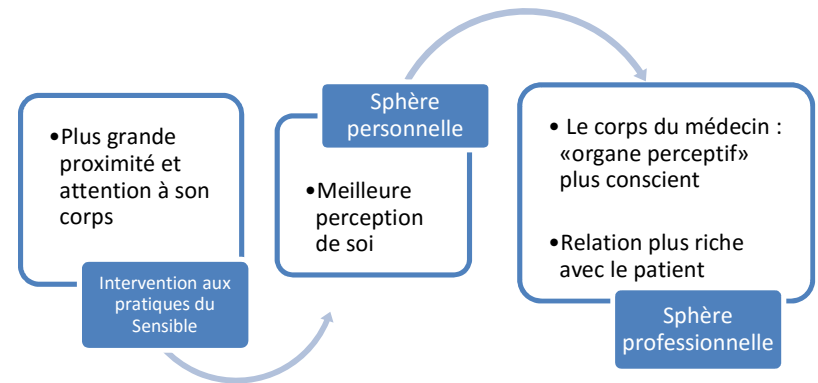 •Plus grande
proximité et
attention à son
corps
Intervention aux
pratiques du
Sensible
Sphère
personnelle
•Meilleure
perception
de soi
• Le corps du médecin :
«organe perceptif»
plus conscient
•Relation plus riche
avec le patient
Sphère
professionnelle